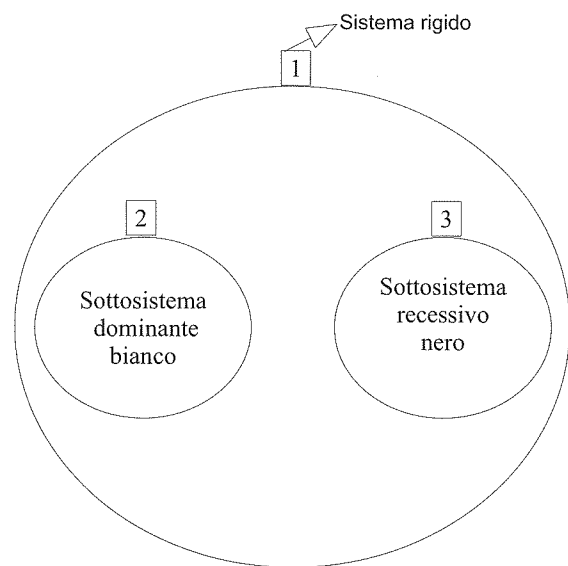 Sistema rigido
1
2
3
Sottosistema
dominante
bianco
Sottosistema
recessivo
nero